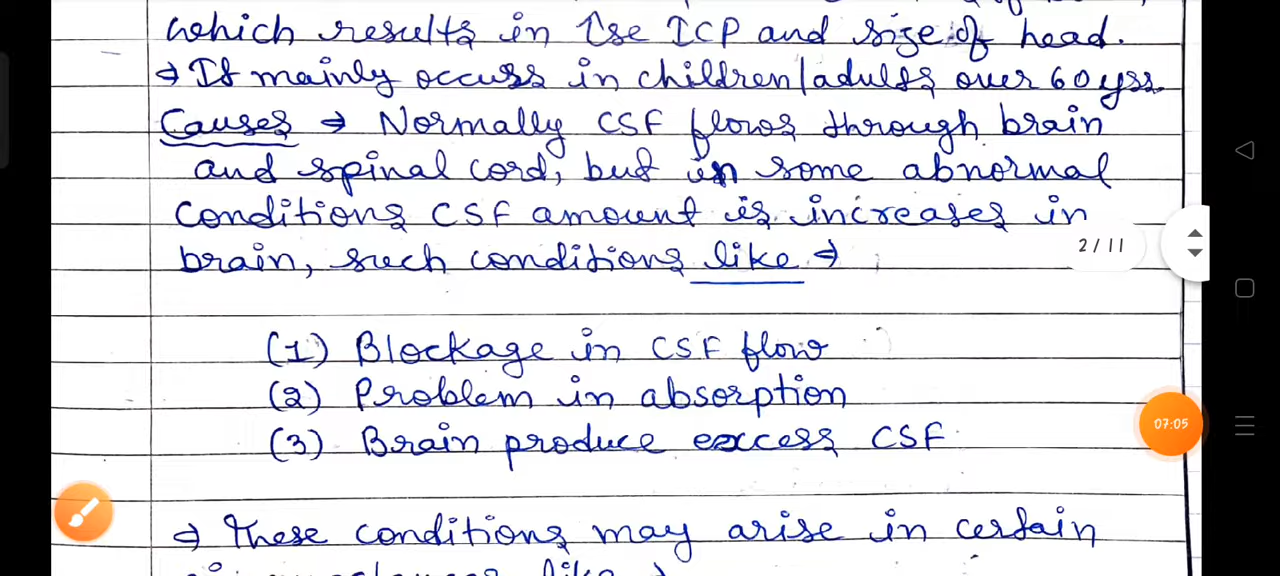 which results in ↑se ICP and size of head.
→ It mainly occurs in children/adults over 60 yrs.
Causes → Normally CSF flows through brain
and spinal cord, but in some abnormal
conditions CSF amount is increases in
brain, such conditions like →
2/11
(1) Blockage in CSF flow
(2) Problem in absorption
(3) Brain produce excess CSF
07:05
→ These conditions may arise in certain
like →